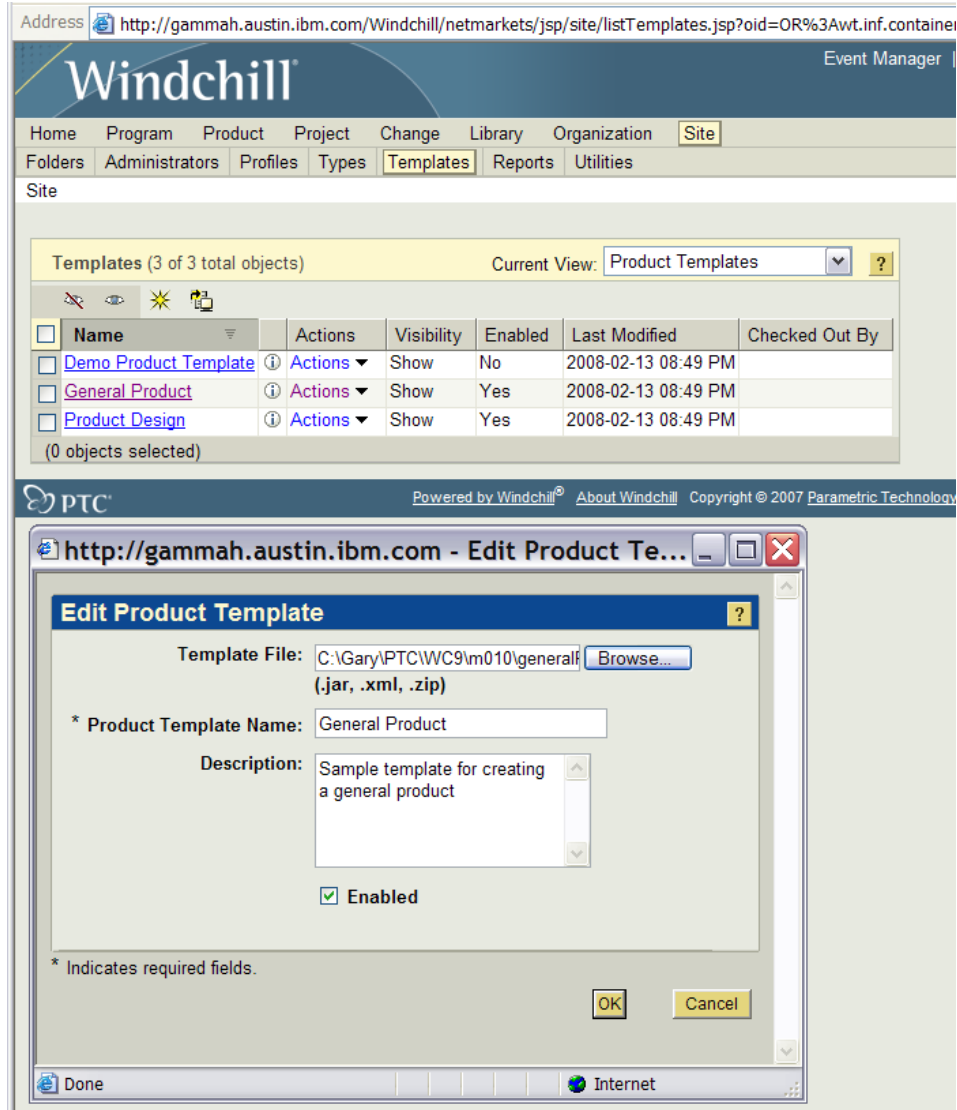 Address http://gammah.austin.ibm.com/Windchill/netmarkets/jsp/site/listTemplates.jsp?oid=OR%3Awt.inf.container
Windchill
Event Manager |
Home Program Product Project Change Library Organization Site
Folders Administrators Profiles Types Templates Reports Utilities
Site
Templates (3 of 3 total objects) Current View: Product Templates ?
Name Actions Visibility Enabled Last Modified Checked Out By
Demo Product Template Actions Show No 2008-02-13 08:49 PM
General Product Actions Show Yes 2008-02-13 08:49 PM
Product Design Actions Show Yes 2008-02-13 08:49 PM
(0 objects selected)
PTC Powered by Windchill® About Windchill Copyright © 2007 Parametric Technology
http://gammah.austin.ibm.com - Edit Product Te...
Edit Product Template ?
Template File: C:\Gary\PTC\WC9\m010\general Browse...
(.jar, .xml, .zip)
* Product Template Name: General Product
Description: Sample template for creating
a general product
Enabled
* Indicates required fields.
OK Cancel
Done Internet